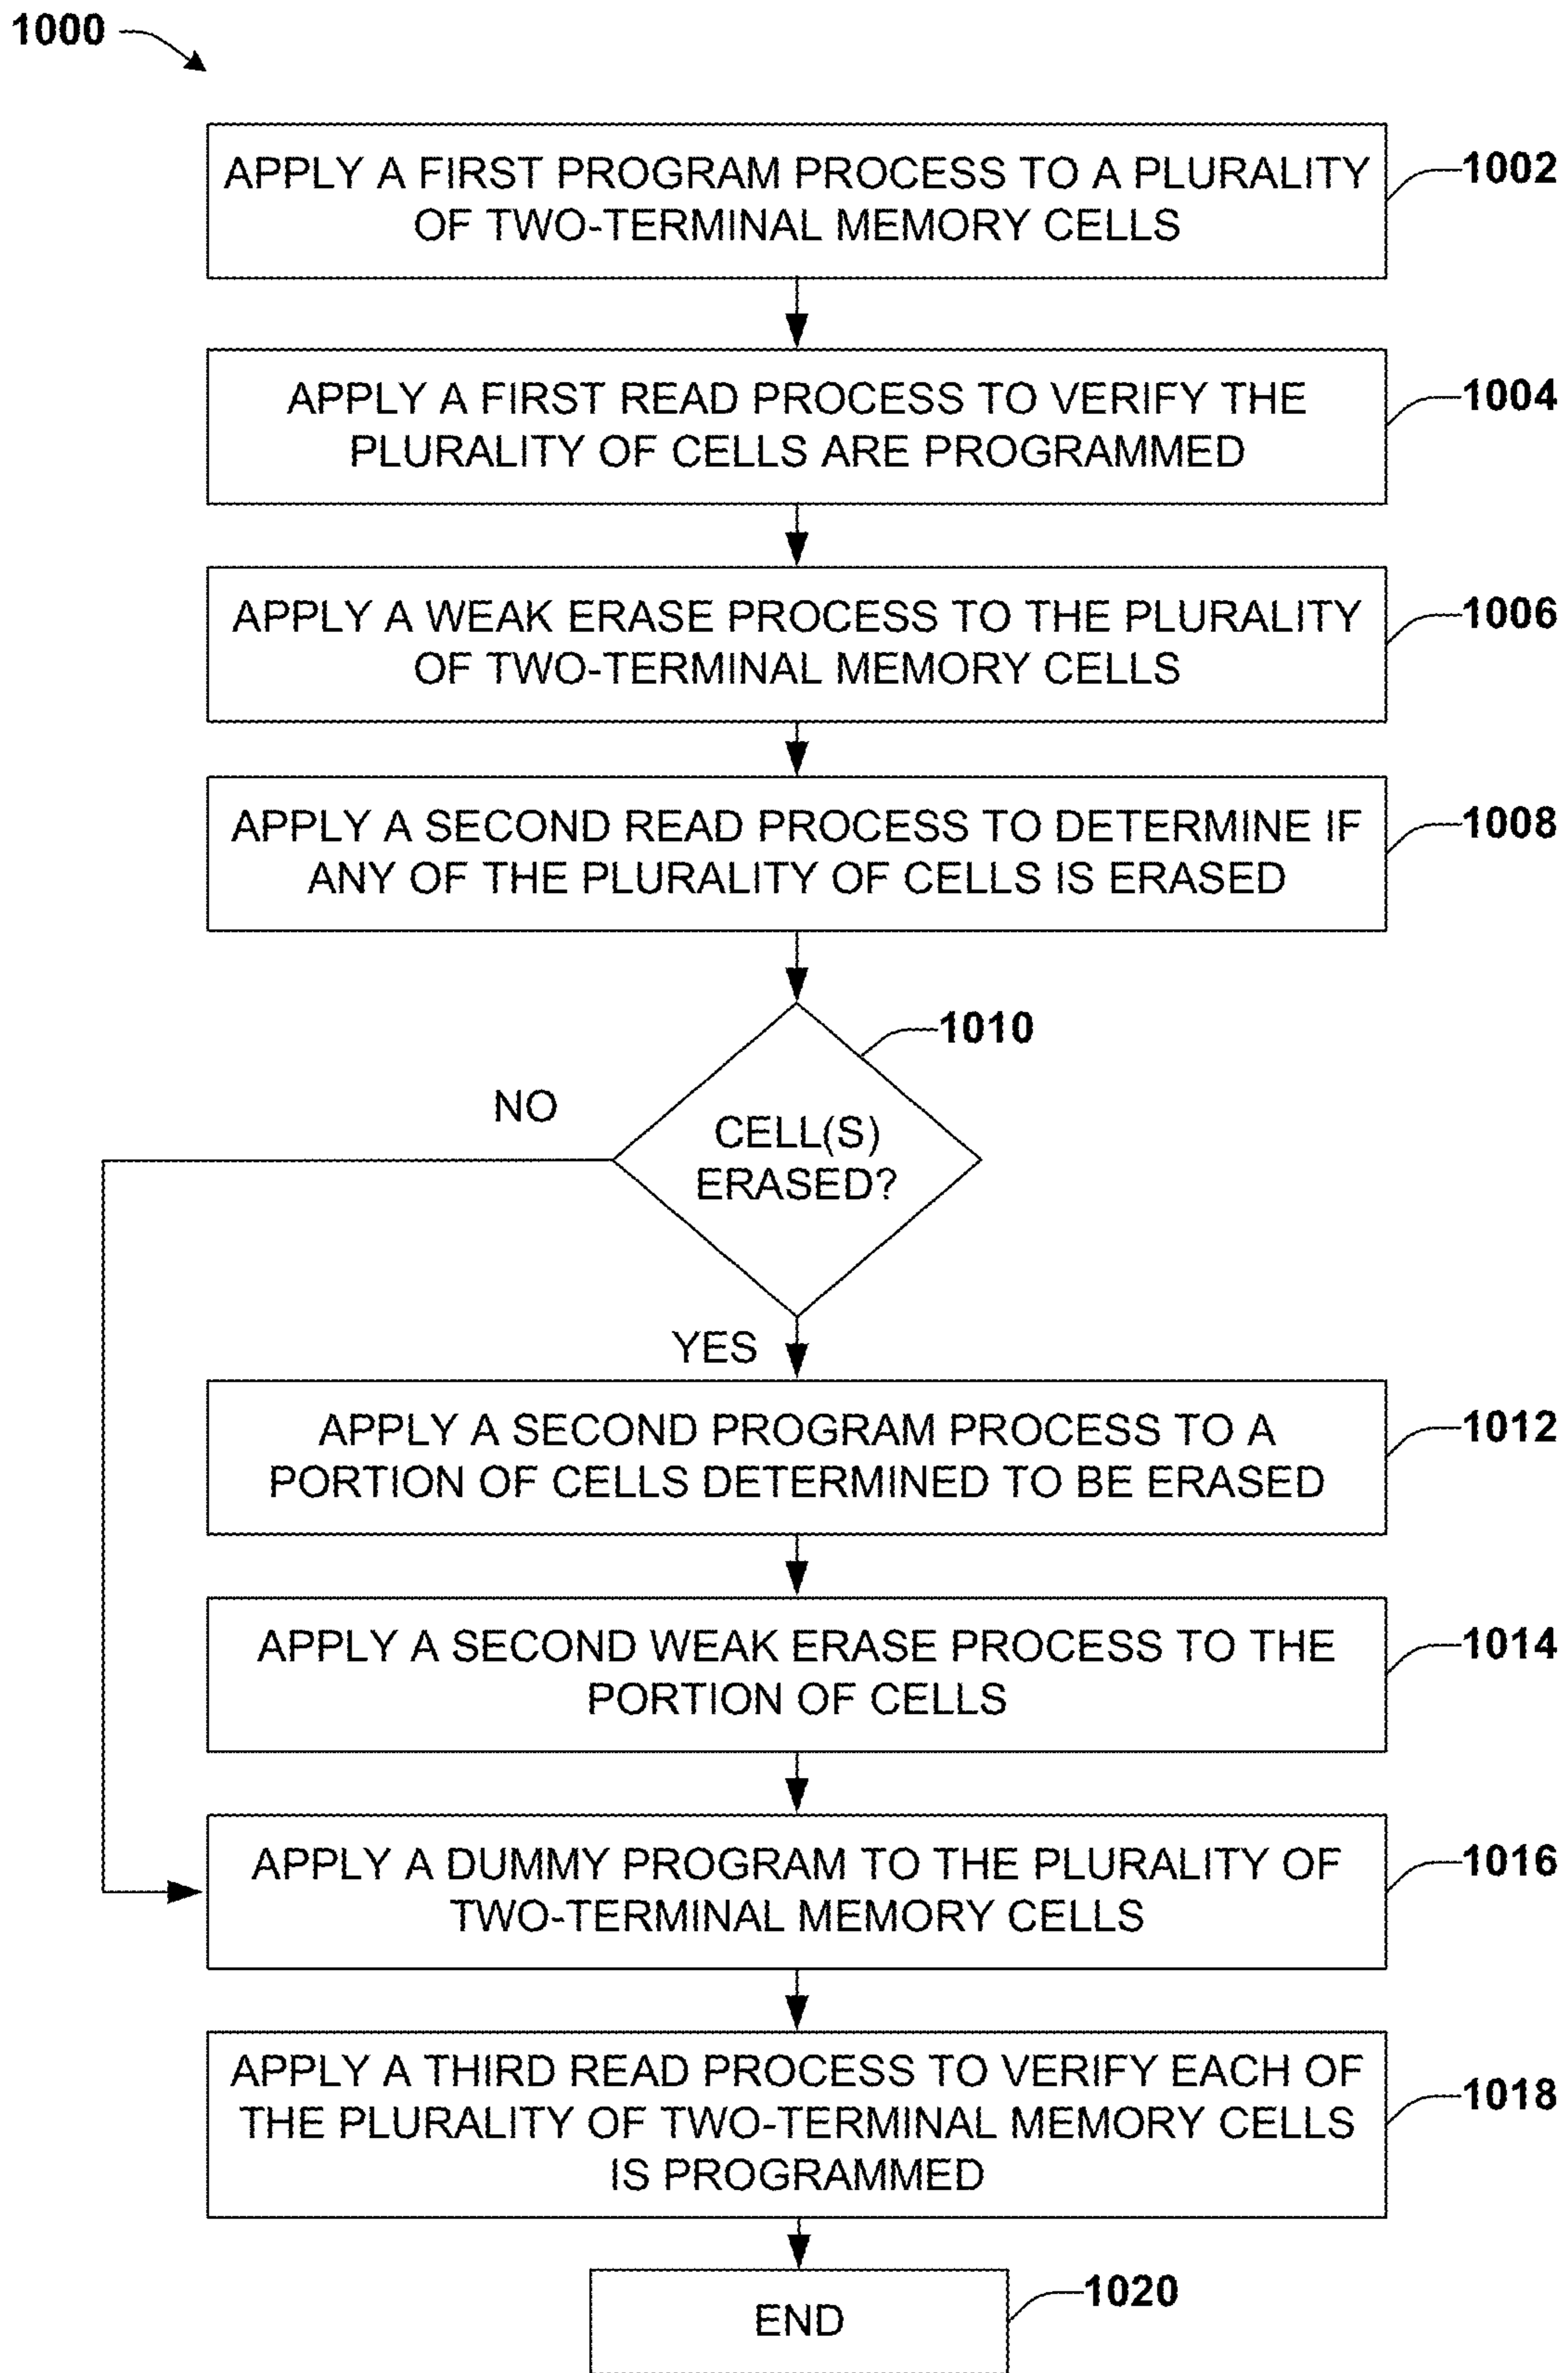 1000
APPLY A FIRST PROGRAM PROCESS TO A PLURALITY
OF TWO-TERMINAL MEMORY CELLS
1002
APPLY A FIRST READ PROCESS TO VERIFY THE
PLURALITY OF CELLS ARE PROGRAMMED
1004
APPLY A WEAK ERASE PROCESS TO THE PLURALITY
OF TWO-TERMINAL MEMORY CELLS
1006
APPLY A SECOND READ PROCESS TO DETERMINE IF
ANY OF THE PLURALITY OF CELLS IS ERASED
1008
1010
NO
CELL(S)
ERASED?
YES
APPLY A SECOND PROGRAM PROCESS TO A
PORTION OF CELLS DETERMINED TO BE ERASED
1012
APPLY A SECOND WEAK ERASE PROCESS TO THE
PORTION OF CELLS
1014
APPLY A DUMMY PROGRAM TO THE PLURALITY OF
TWO-TERMINAL MEMORY CELLS
1016
APPLY A THIRD READ PROCESS TO VERIFY EACH OF
THE PLURALITY OF TWO-TERMINAL MEMORY CELLS
IS PROGRAMMED
1018
END
1020